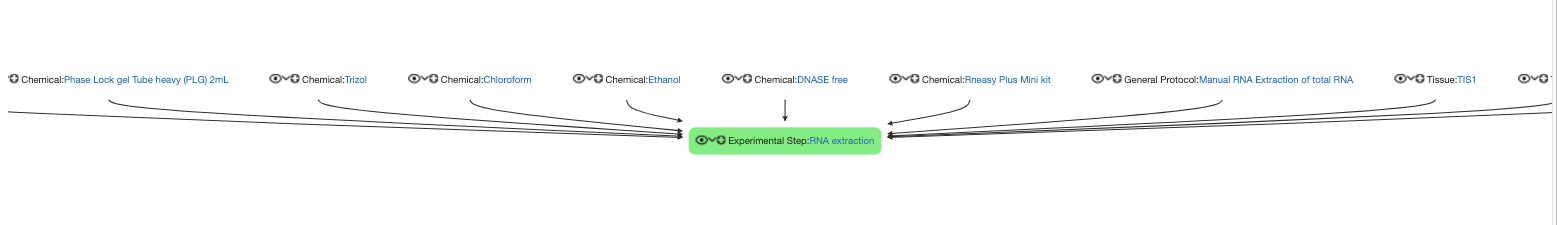 Chemical:Phase Lock gel Tube heavy (PLG) 2mL Chemical:Trizol Chemical:Chloroform Chemical:Ethanol Chemical:DNASE free Chemical:Rneasy Plus Mini kit General Protocol:Manual RNA Extraction of total RNA Tissue:TIS1
Experimental Step:RNA extraction